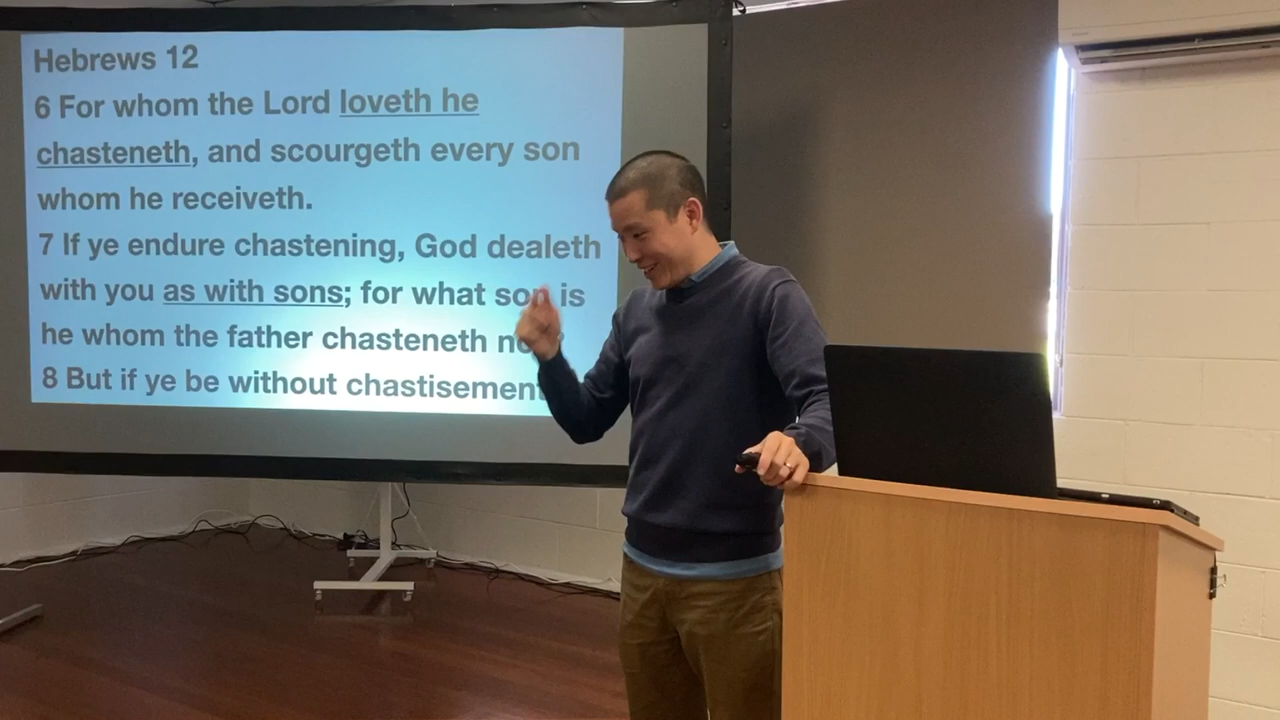 Hebrews 12
6 For whom the Lord loveth he
chasteneth, and scourgeth every son
whom he receiveth.
7 If ye endure chastening, God dealeth
with you as with sons; for what son is
he whom the father chasteneth
8 But if ye be without chastisement